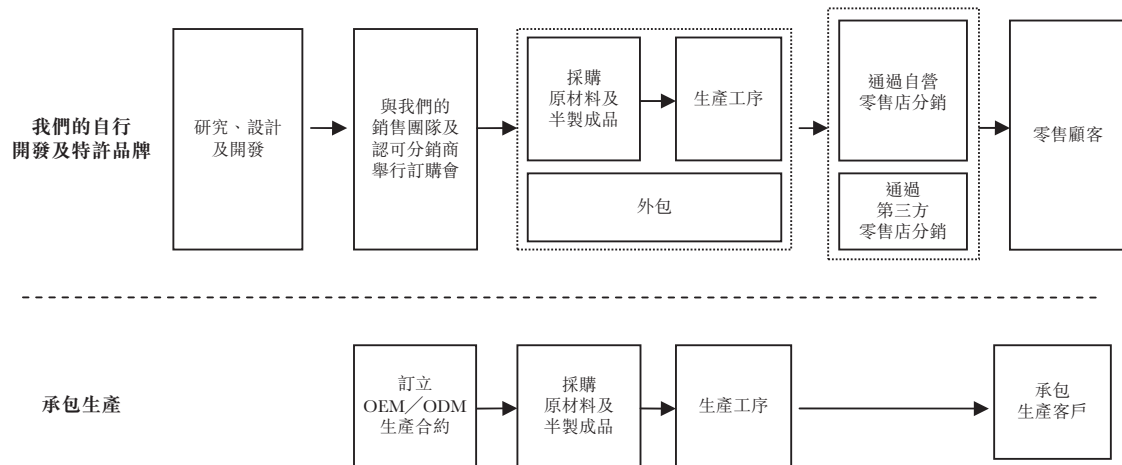 我們的自行
開發及特許品牌
研究、設計
及開發
與我們的
銷售團隊及
認可分銷商
舉行訂購會
採購
原材料及
半製成品
生產工序
外包
通過自營
零售店分銷
通過
第三方
零售店分銷
零售顧客
承包生產
訂立
OEM／ODM
生產合約
採購
原材料及
半製成品
生產工序
承包
生產客戶